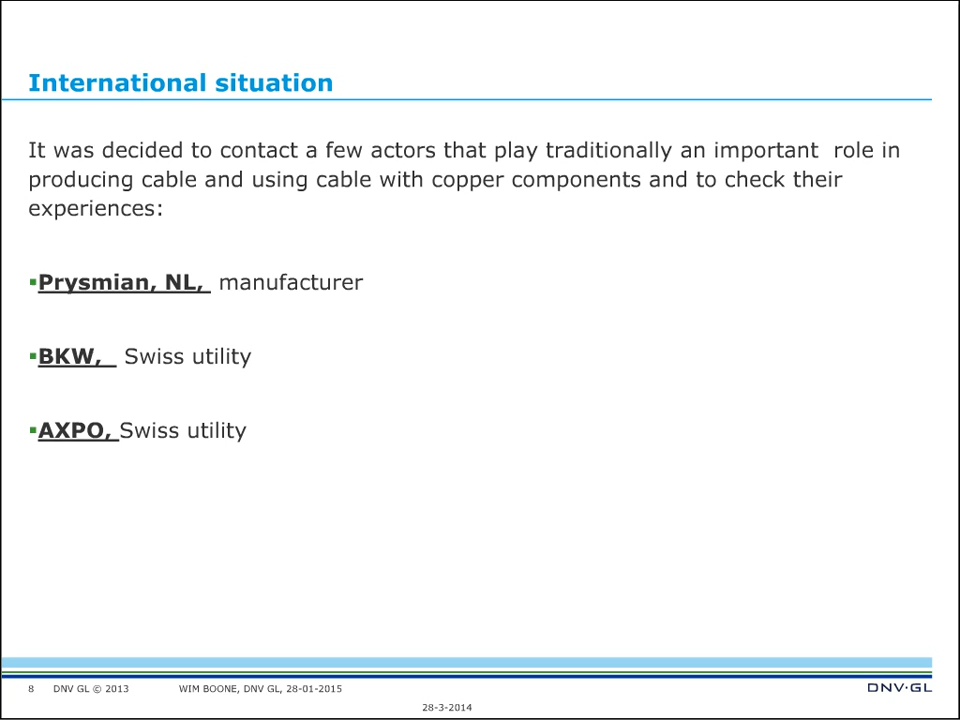 International situation
It was decided to contact a few actors that play traditionally an important  role in
producing cable and using cable with copper components and to check their
experiences:
▪Prysmian, NL,  manufacturer
▪BKW,   Swiss utility
▪AXPO, Swiss utility
8 DNV GL © 2013 WIM BOONE, DNV GL, 28-01-2015 DNV·GL
28-3-2014